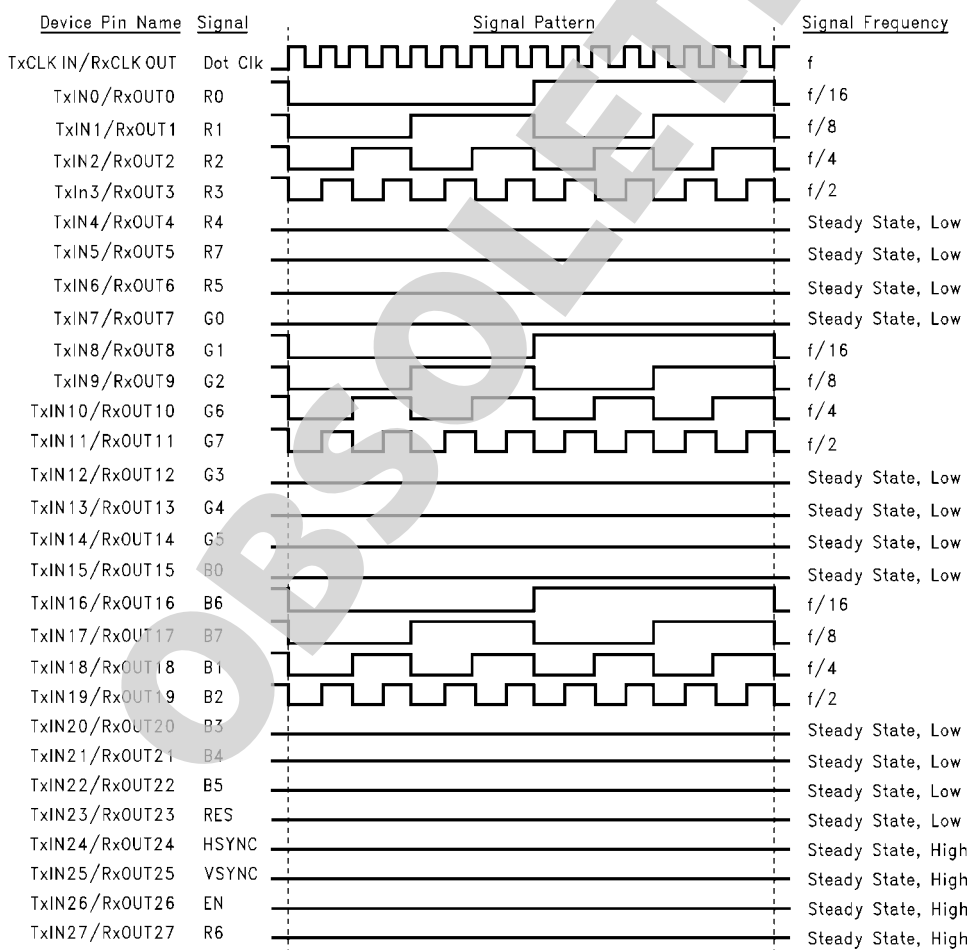 Device Pin Name Signal Signal Pattern Signal Frequency
TxCLK IN/RxCLK OUT Dot Clk f
TxIN0/RxOUT0 R0 f/16
TxIN1/RxOUT1 R1 f/8
TxIN2/RxOUT2 R2 f/4
TxIn3/RxOUT3 R3 f/2
TxIN4/RxOUT4 R4 Steady State, Low
TxIN5/RxOUT5 R7 Steady State, Low
TxIN6/RxOUT6 R5 Steady State, Low
TxIN7/RxOUT7 G0 Steady State, Low
TxIN8/RxOUT8 G1 f/16
TxIN9/RxOUT9 G2 f/8
TxIN10/RxOUT10 G6 f/4
TxIN11/RxOUT11 G7 f/2
TxIN12/RxOUT12 G3 Steady State, Low
TxIN13/RxOUT13 G4 Steady State, Low
TxIN14/RxOUT14 G5 Steady State, Low
TxIN15/RxOUT15 B0 Steady State, Low
TxIN16/RxOUT16 B6 f/16
TxIN17/RxOUT17 B7 f/8
TxIN18/RxOUT18 B1 f/4
TxIN19/RxOUT19 B2 f/2
TxIN20/RxOUT20 B3 Steady State, Low
TxIN21/RxOUT21 B4 Steady State, Low
TxIN22/RxOUT22 B5 Steady State, Low
TxIN23/RxOUT23 RES Steady State, Low
TxIN24/RxOUT24 HSYNC Steady State, High
TxIN25/RxOUT25 VSYNC Steady State, High
TxIN26/RxOUT26 EN Steady State, High
TxIN27/RxOUT27 R6 Steady State, High
OBSOLET